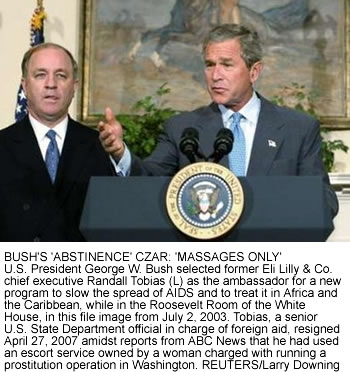 BUSH'S 'ABSTINENCE' CZAR: 'MASSAGES ONLY'
U.S. President George W. Bush selected former Eli Lilly & Co.
chief executive Randall Tobias (L) as the ambassador for a new
program to slow the spread of AIDS and to treat it in Africa and
the Caribbean, while in the Roosevelt Room of the White
House, in this file image from July 2, 2003. Tobias, a senior
U.S. State Department official in charge of foreign aid, resigned
April 27, 2007 amidst reports from ABC News that he had used
an escort service owned by a woman charged with running a
prostitution operation in Washington. REUTERS/Larry Downing